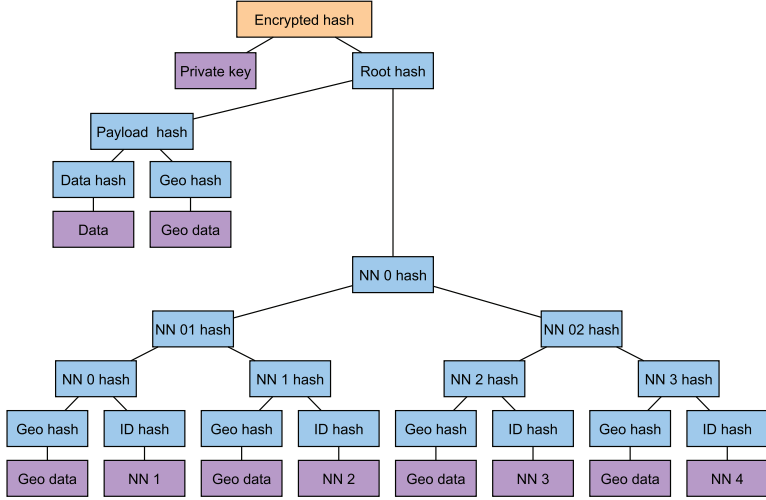 Encrypted hash
Private key
Root hash
Payload  hash
Data hash
Geo hash
Data
Geo data
NN 0 hash
NN 01 hash
NN 02 hash
NN 0 hash
NN 1 hash
NN 2 hash
NN 3 hash
Geo hash
ID hash
Geo hash
ID hash
Geo hash
ID hash
Geo hash
ID hash
Geo data
NN 1
Geo data
NN 2
Geo data
NN 3
Geo data
NN 4